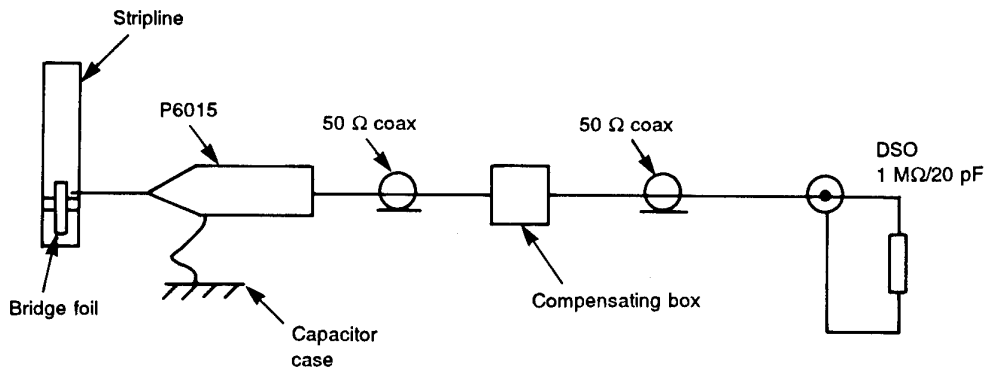 Stripline
P6015
50 Ω coax
50 Ω coax
DSO
1 MΩ/20 pF
Bridge foil
Compensating box
Capacitor
case